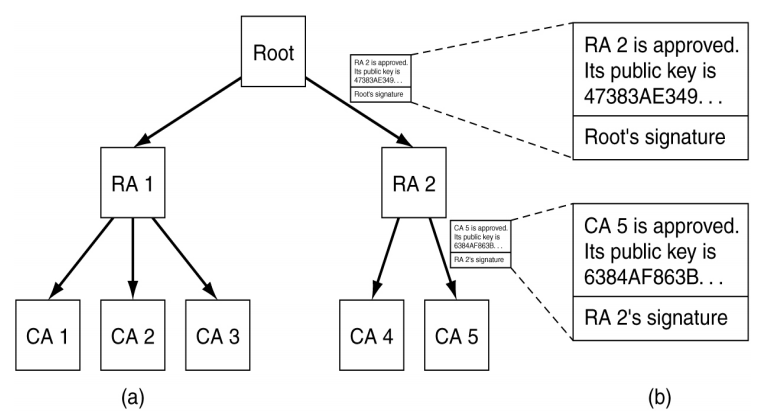 Root
RA 2 is approved.
Its public key is
47383AE349. . .
Root's signature
RA 2 is approved.
Its public key is
47383AE349. . .
Root's signature
RA 1
RA 2
CA 5 is approved.
Its public key is
6384AF863B. . .
RA 2's signature
CA 5 is approved.
Its public key is
6384AF863B. . .
RA 2's signature
CA 1
CA 2
CA 3
CA 4
CA 5
(a)
(b)